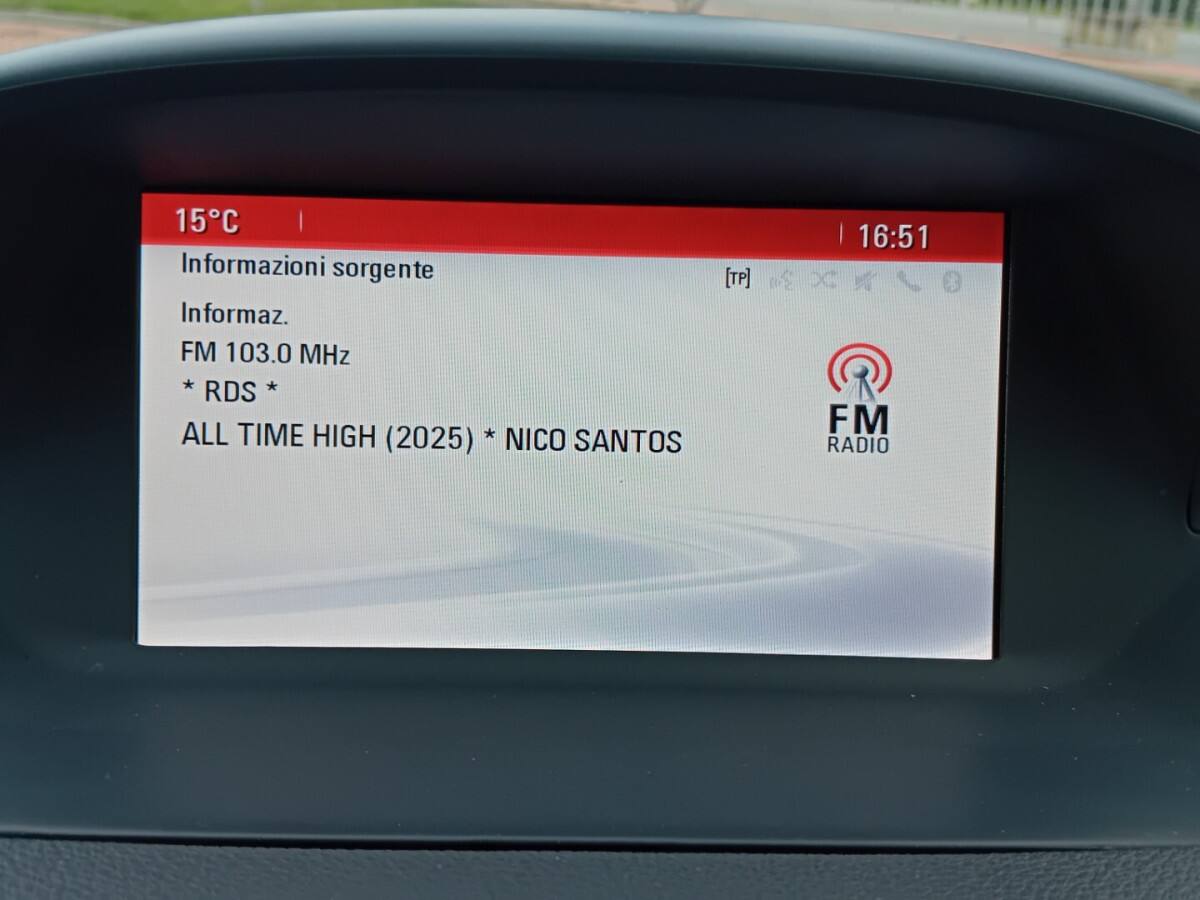 15°C 16:51
Informazioni sorgente [TP]
Informaz.
FM 103.0 MHz
* RDS *
ALL TIME HIGH (2025) * NICO SANTOS
FM
RADIO